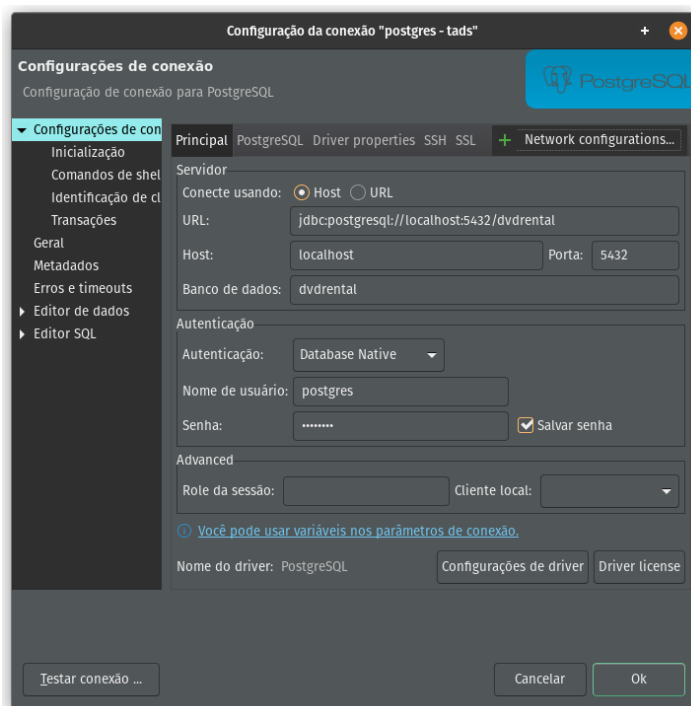 Configuração da conexão "postgres - tads"
Configurações de conexão
Configuração de conexão para PostgreSQL
PostgreSQL
Configurações de con
Inicialização
Comandos de shel
Identificação de cl
Transações
Geral
Metadados
Erros e timeouts
Editor de dados
Editor SQL
Principal PostgreSQL Driver properties SSH SSL + Network configurations...
Servidor
Conecte usando: Host URL
URL: jdbc:postgresql://localhost:5432/dvdrental
Host: localhost Porta: 5432
Banco de dados: dvdrental
Autenticação
Autenticação: Database Native
Nome de usuário: postgres
Senha: •••••••• Salvar senha
Advanced
Role da sessão: Cliente local:
Você pode usar variáveis nos parâmetros de conexão.
Nome do driver: PostgreSQL Configurações de driver Driver license
Testar conexão ... Cancelar Ok